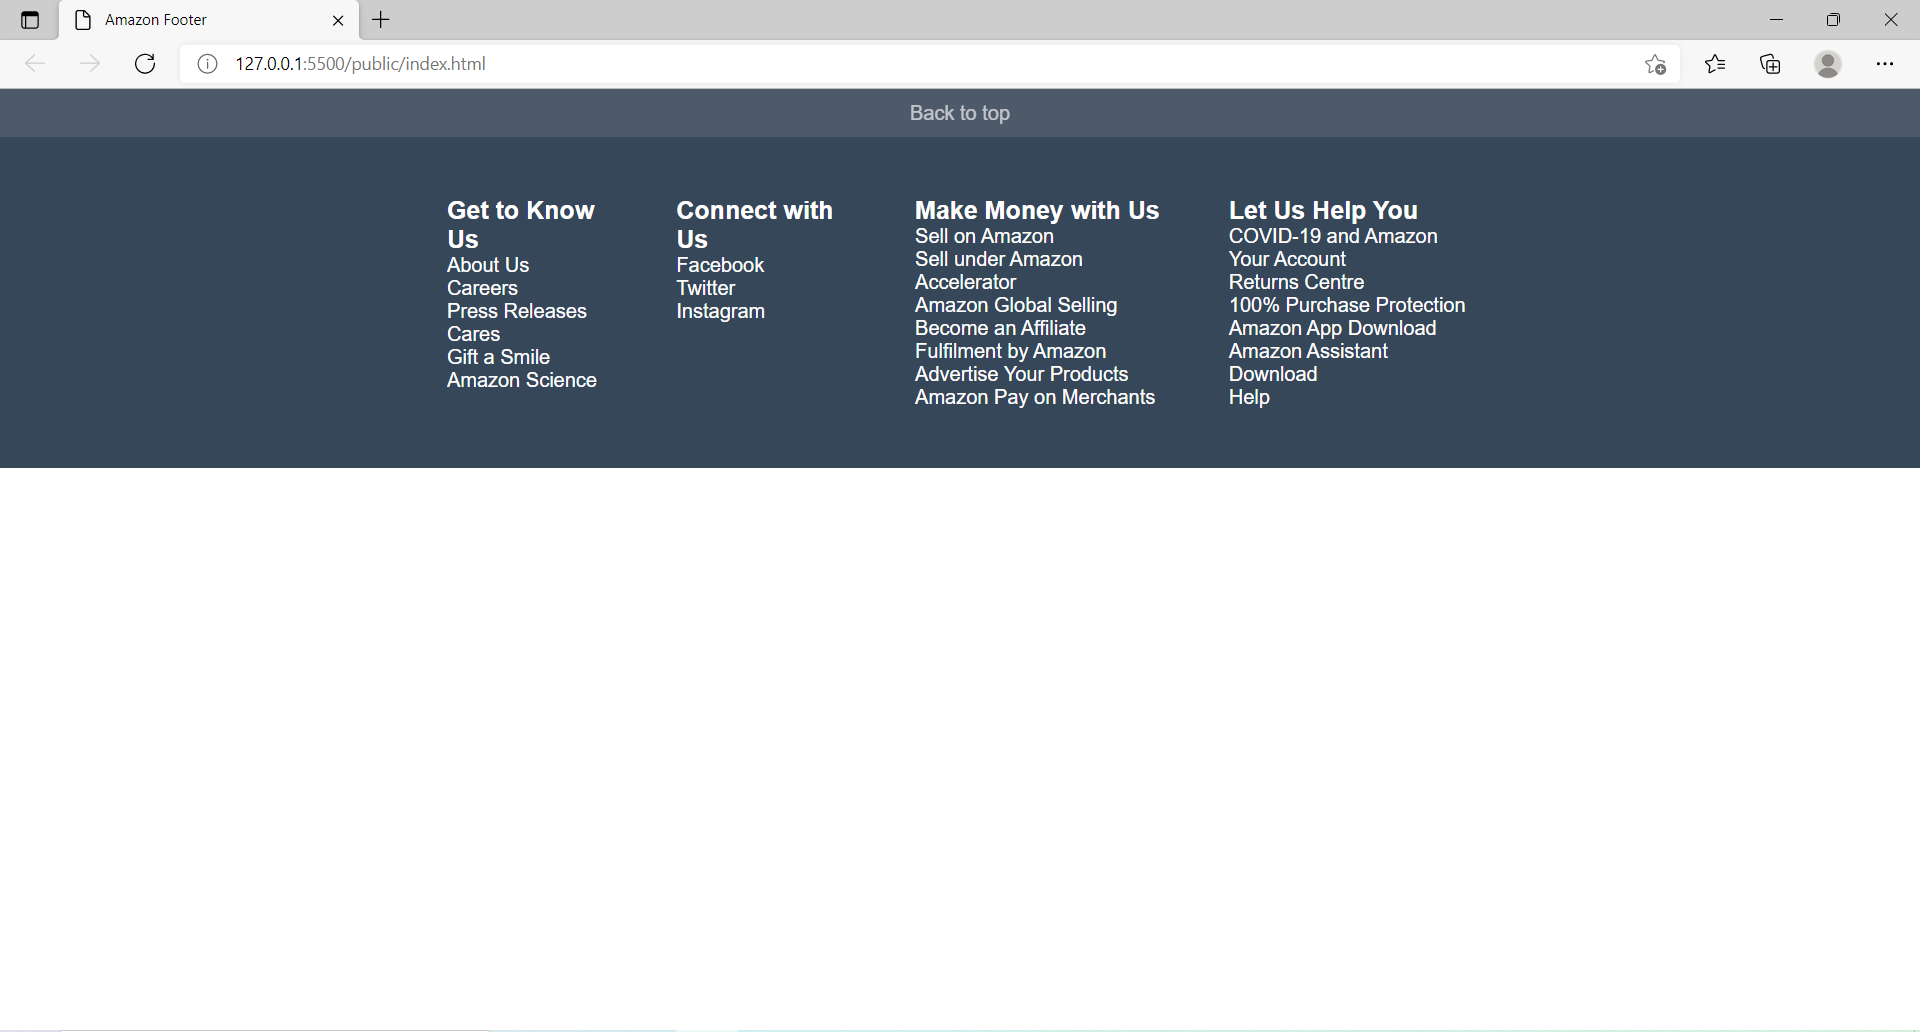 Amazon Footer
127.0.0.1:5500/public/index.html
Back to top
Get to Know
Us
About Us
Careers
Press Releases
Cares
Gift a Smile
Amazon Science
Connect with
Us
Facebook
Twitter
Instagram
Make Money with Us
Sell on Amazon
Sell under Amazon
Accelerator
Amazon Global Selling
Become an Affiliate
Fulfilment by Amazon
Advertise Your Products
Amazon Pay on Merchants
Let Us Help You
COVID-19 and Amazon
Your Account
Returns Centre
100% Purchase Protection
Amazon App Download
Amazon Assistant
Download
Help